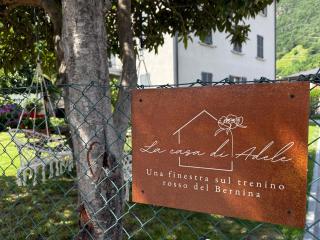 La casa di Adele
Una finestra sul trenino
rosso del Bernina